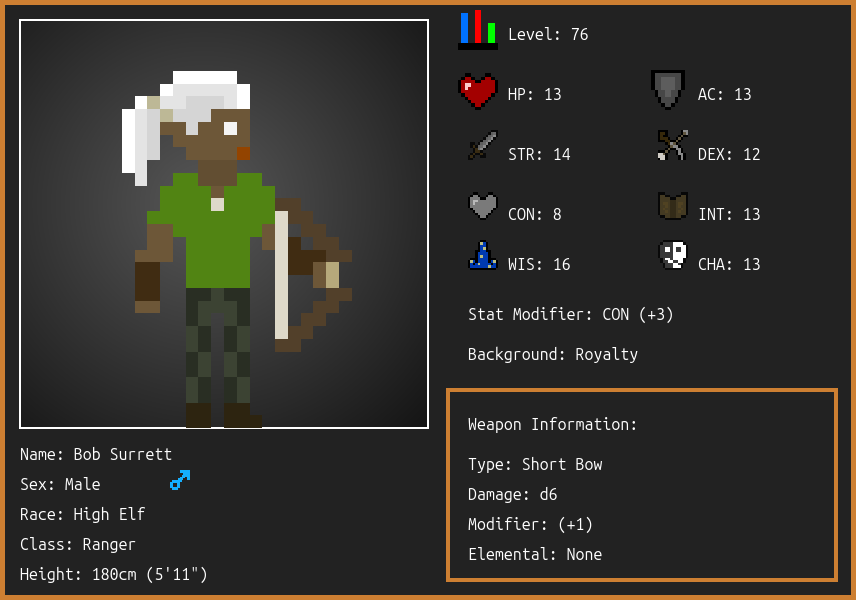 Level: 76
HP: 13
AC: 13
STR: 14
DEX: 12
CON: 8
INT: 13
WIS: 16
CHA: 13
Stat Modifier: CON (+3)
Background: Royalty
Weapon Information:
Type: Short Bow
Damage: d6
Modifier: (+1)
Elemental: None
Name: Bob Surrett
Sex: Male
Race: High Elf
Class: Ranger
Height: 180cm (5'11")